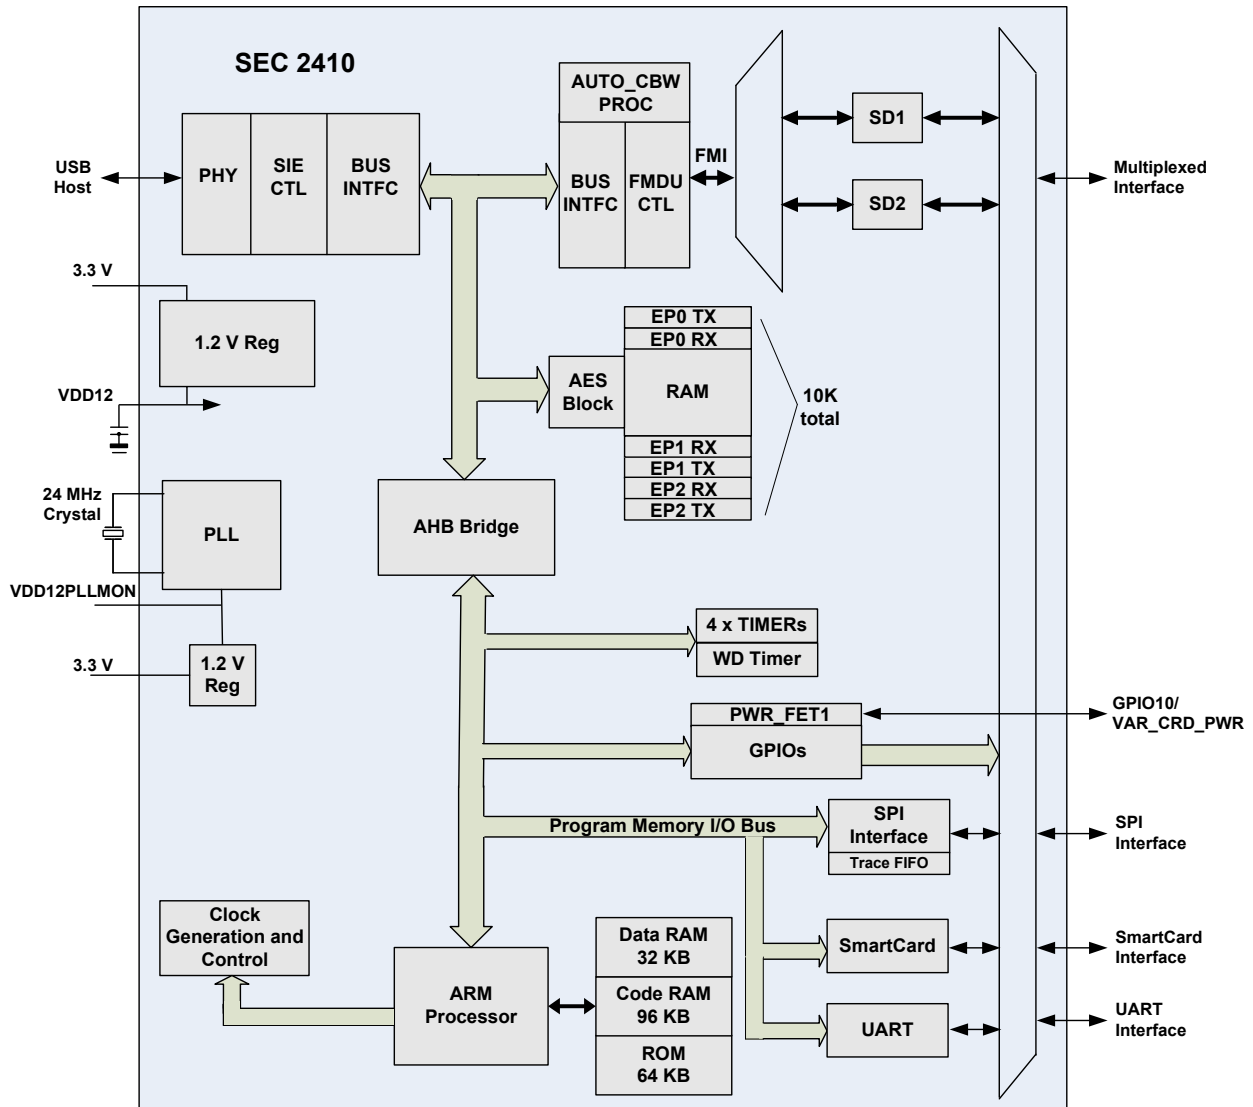 SEC 2410
USB
Host
PHY
SIE
CTL
BUS
INTFC
AUTO_CBW
PROC
BUS
INTFC
FMDU
CTL
FMI
SD1
SD2
Multiplexed
Interface
3.3 V
1.2 V Reg
VDD12
EP0 TX
EP0 RX
AES
Block
RAM
EP1 RX
EP1 TX
EP2 RX
EP2 TX
10K
total
24 MHz
Crystal
PLL
AHB Bridge
VDD12PLLMON
3.3 V
1.2 V
Reg
4 x TIMERs
WD Timer
PWR_FET1
GPIOs
GPIO10/
VAR_CRD_PWR
Program Memory I/O Bus
SPI
Interface
Trace FIFO
SPI
Interface
Clock
Generation and
Control
ARM
Processor
Data RAM
32 KB
Code RAM
96 KB
ROM
64 KB
SmartCard
SmartCard
Interface
UART
UART
Interface